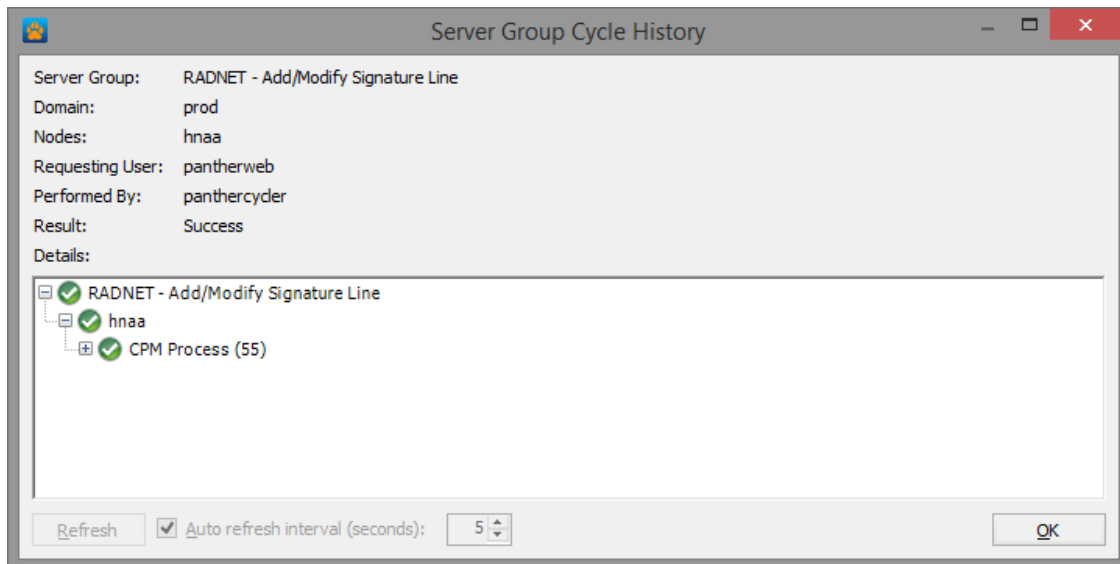 Server Group Cycle History
Server Group: RADNET - Add/Modify Signature Line
Domain: prod
Nodes: hnaa
Requesting User: pantherweb
Performed By: panthercycler
Result: Success
Details:
RADNET - Add/Modify Signature Line
hnaa
CPM Process (55)
Refresh Auto refresh interval (seconds): 5 OK